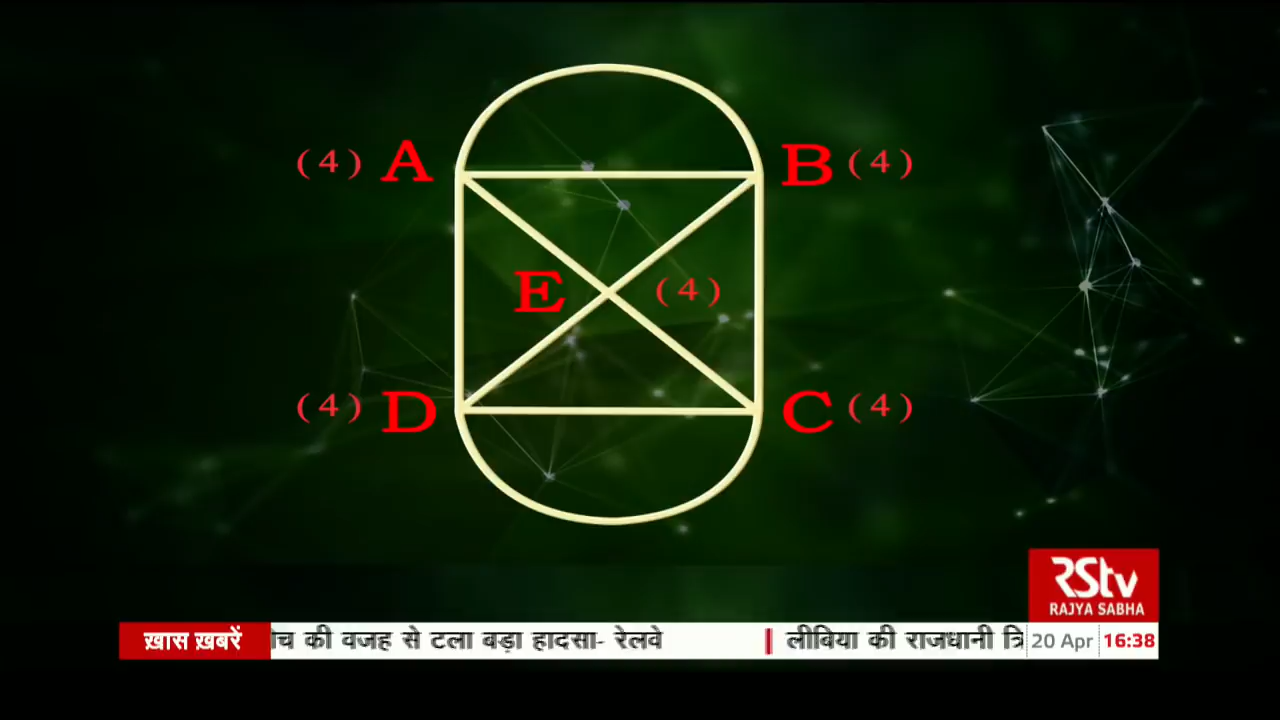 (4) A B (4)
E (4)
(4) D C (4)
RStv
RAJYA SABHA
ख़ास ख़बरें की वजह से टला बड़ा हादसा- रेलवे | लीबिया की राजधानी 20 Apr 16:38